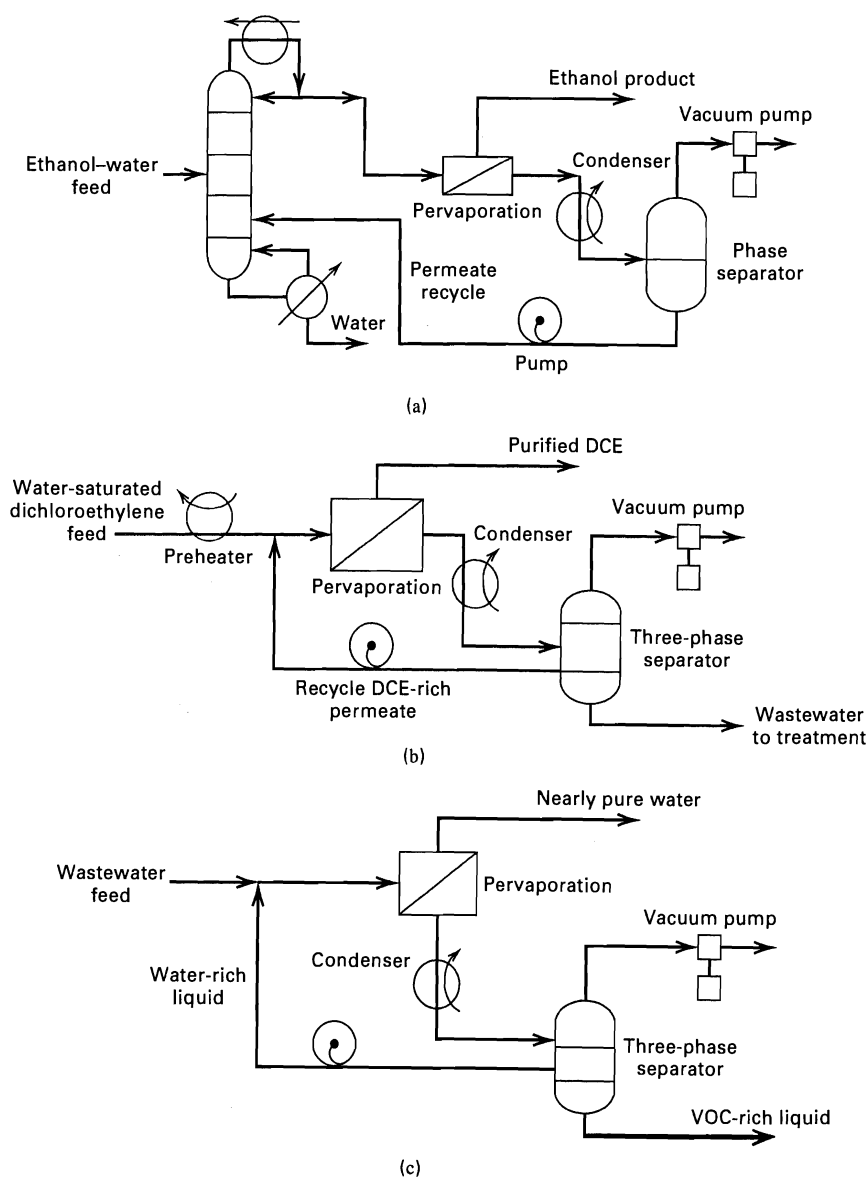 Ethanol product
Vacuum pump
Condenser
Ethanol–water
feed
Pervaporation
Phase
separator
Permeate
recycle
Water
Pump
(a)
Purified DCE
Water-saturated
dichloroethylene
feed
Vacuum pump
Condenser
Preheater
Pervaporation
Three-phase
separator
Recycle DCE-rich
permeate
Wastewater
to treatment
(b)
Nearly pure water
Wastewater
feed
Pervaporation
Vacuum pump
Condenser
Water-rich
liquid
Three-phase
separator
VOC-rich liquid
(c)